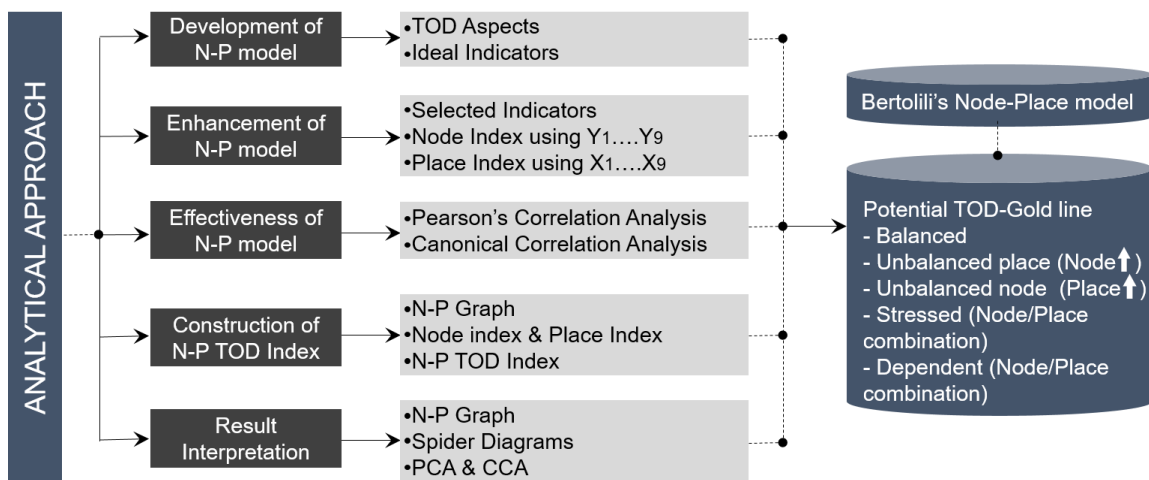 ANALYTICAL APPROACH
Development of
N-P model
•TOD Aspects
•Ideal Indicators
Enhancement of
N-P model
•Selected Indicators
•Node Index using Y1....Y9
•Place Index using X1....X9
Effectiveness of
N-P model
•Pearson's Correlation Analysis
•Canonical Correlation Analysis
Construction of
N-P TOD Index
•N-P Graph
•Node index & Place Index
•N-P TOD Index
Result
Interpretation
•N-P Graph
•Spider Diagrams
•PCA & CCA
Bertolili's Node-Place model
Potential TOD-Gold line
- Balanced
- Unbalanced place (Node⬆)
- Unbalanced node (Place⬆)
- Stressed (Node/Place
combination)
- Dependent (Node/Place
combination)